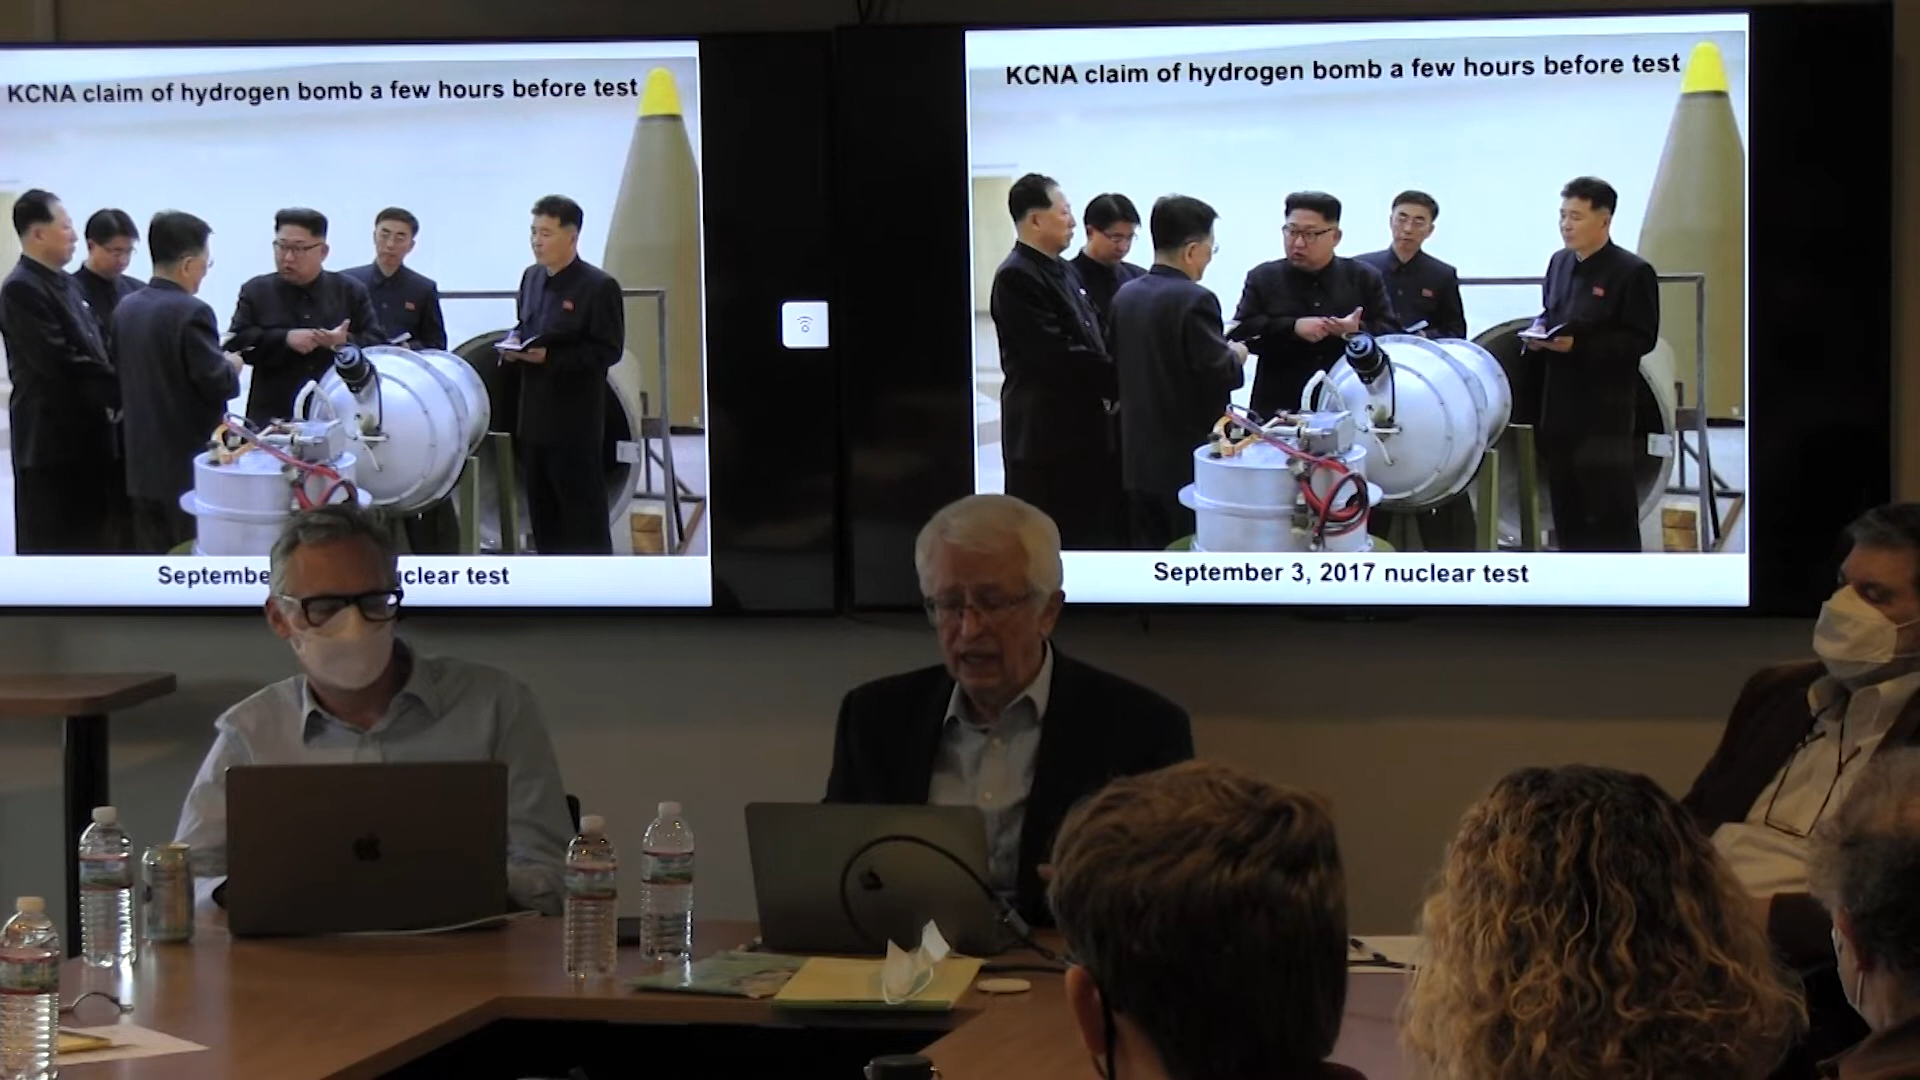 KCNA claim of hydrogen bomb a few hours before test
KCNA claim of hydrogen bomb a few hours before test
Septembe clear test
September 3, 2017 nuclear test